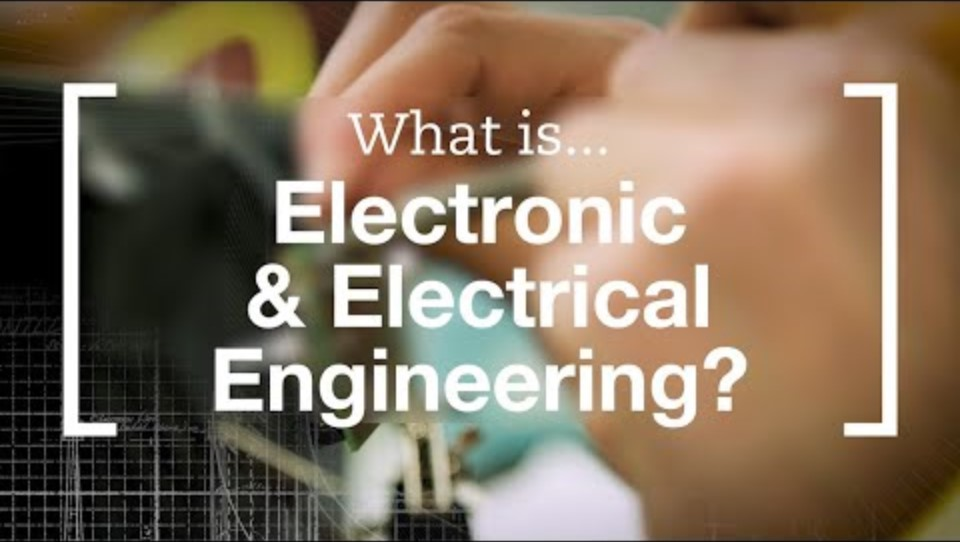 What is...
Electronic
& Electrical
Engineering?